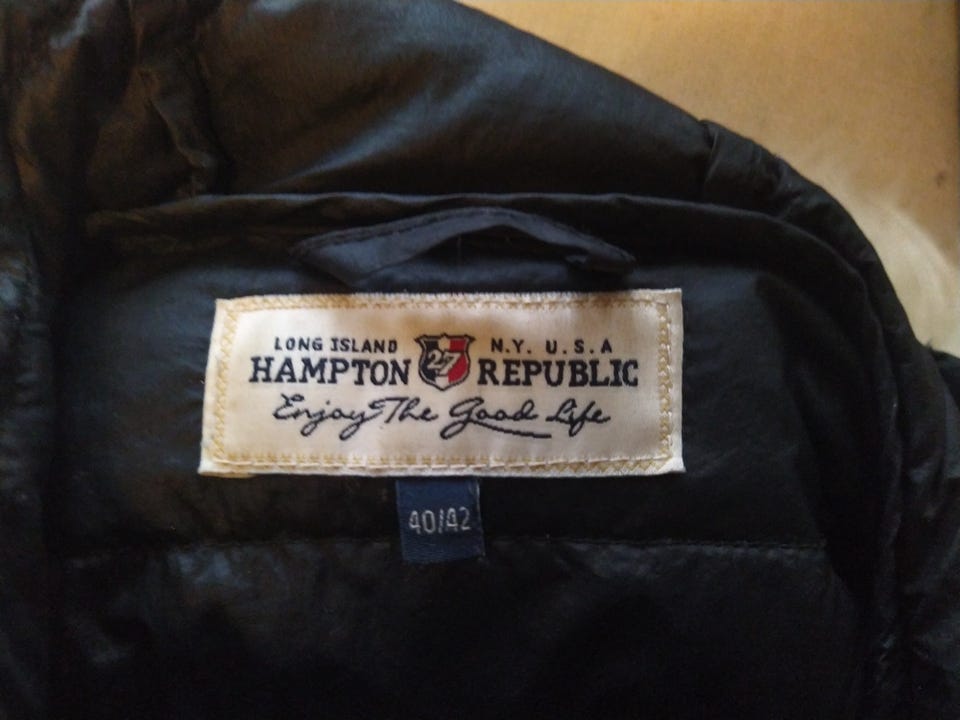 LONG ISLAND N.Y. U.S.A
HAMPTON 27 REPUBLIC
Enjoy The Good Life
40/42